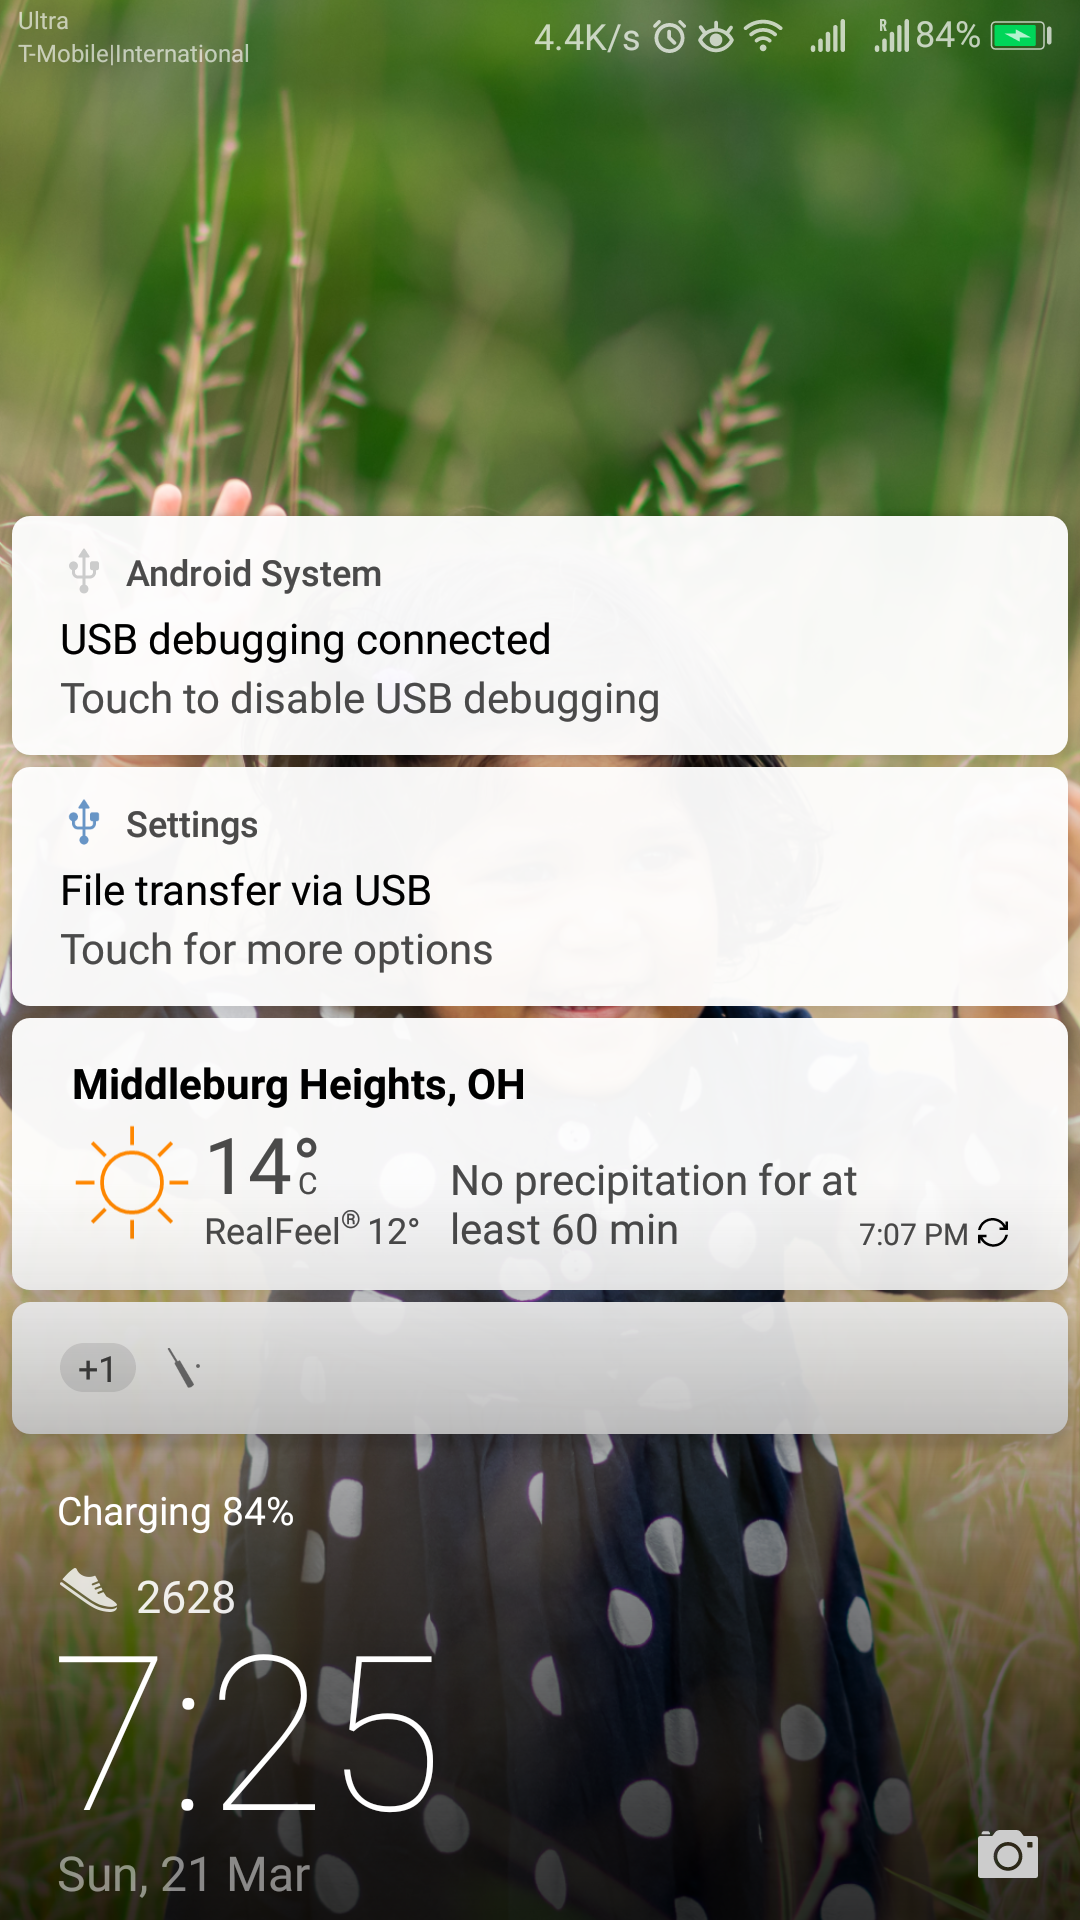 Ultra
T-Mobile|International
4.4K/s R 84%
Android System
USB debugging connected
Touch to disable USB debugging
Settings
File transfer via USB
Touch for more options
Middleburg Heights, OH
14°C
RealFeel® 12°
No precipitation for at
least 60 min
7:07 PM
+1
Charging 84%
2628
7:25
Sun, 21 Mar